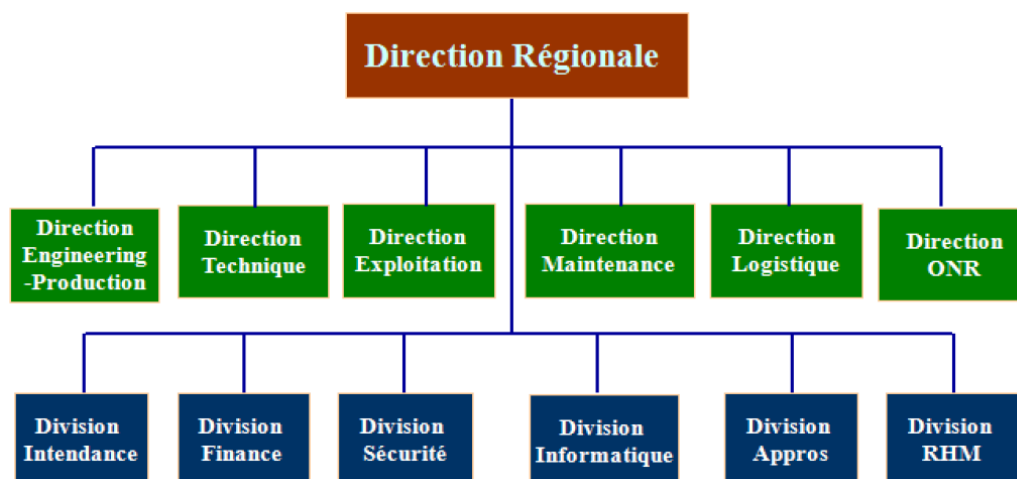 Direction Régionale
Direction
Engineering
-Production
Direction
Technique
Direction
Exploitation
Direction
Maintenance
Direction
Logistique
Direction
ONR
Division
Intendance
Division
Finance
Division
Sécurité
Division
Informatique
Division
Appros
Division
RHM